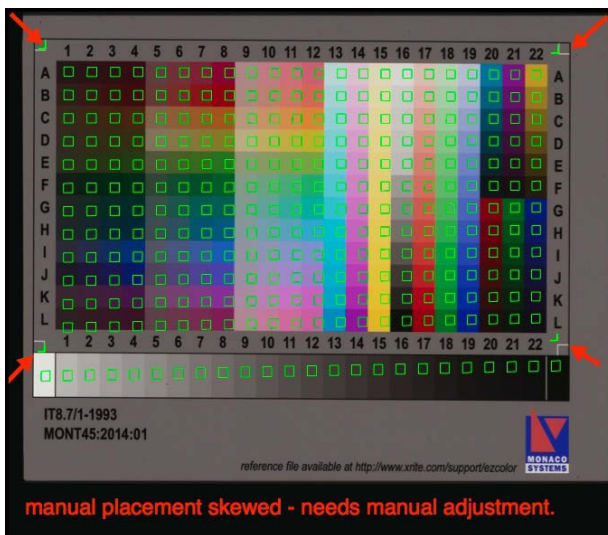 1 2 3 4 5 6 7 8 9 10 11 12 13 14 15 16 17 18 19 20 21 22
A A
B B
C C
D D
E E
F F
G G
H H
I I
J J
K K
L L
1 2 3 4 5 6 7 8 9 10 11 12 13 14 15 16 17 18 19 20 21 22
IT8.7/1-1993
MONT45:2014:01
MONACO
SYSTEMS
reference file available at http://www.xrite.com/support/ezcolor
manual placement skewed - needs manual adjustment.